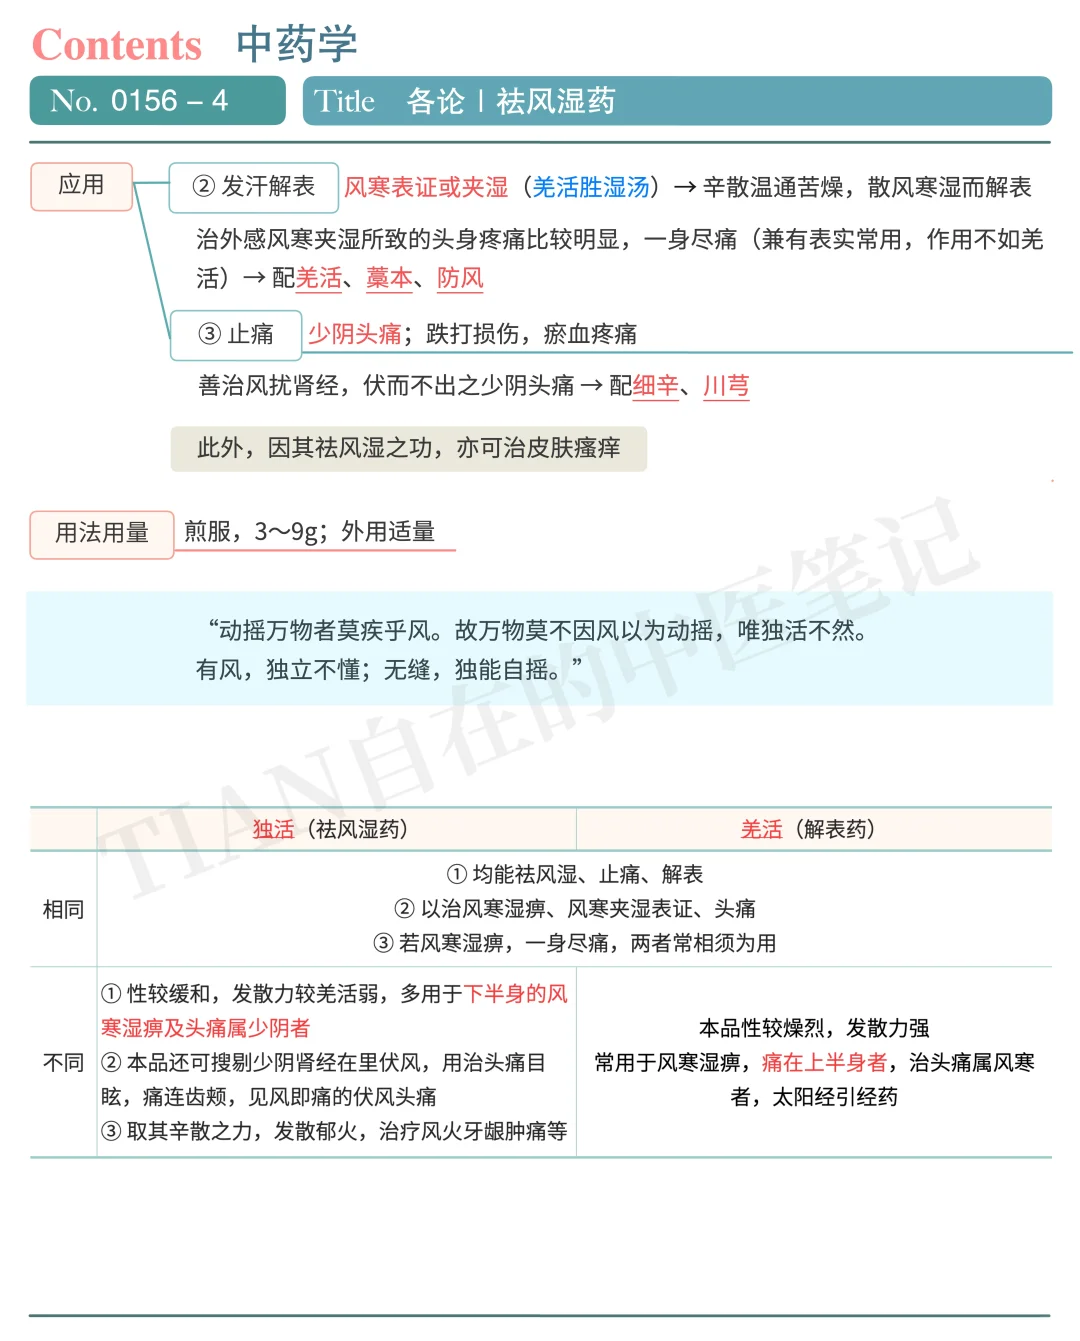 Contents 中药学
No. 0156 – 4
Title 各论 | 祛风湿药
应用
② 发汗解表 风寒表证或夹湿（羌活胜湿汤）→ 辛散温通苦燥，散风寒湿而解表
治外感风寒夹湿所致的头身疼痛比较明显，一身尽痛（兼有表实常用，作用不如羌
活）→ 配羌活、藁本、防风
③ 止痛 少阴头痛；跌打损伤，瘀血疼痛
善治风扰肾经，伏而不出之少阴头痛 → 配细辛、川芎
此外，因其祛风湿之功，亦可治皮肤瘙痒
用法用量 煎服，3～9g；外用适量
“动摇万物者莫疾乎风。故万物莫不因风以为动摇，唯独活不然。
有风，独立不懂；无缝，独能自摇。”
TIAN自在的中医笔记
独活（祛风湿药） 羌活（解表药）
相同
① 均能祛风湿、止痛、解表
② 以治风寒湿痹、风寒夹湿表证、头痛
③ 若风寒湿痹，一身尽痛，两者常相须为用
不同
① 性较缓和，发散力较羌活弱，多用于下半身的风
寒湿痹及头痛属少阴者
② 本品还可搜剔少阴肾经在里伏风，用治头痛目
眩，痛连齿颊，见风即痛的伏风头痛
③ 取其辛散之力，发散郁火，治疗风火牙龈肿痛等
本品性较燥烈，发散力强
常用于风寒湿痹，痛在上半身者，治头痛属风寒
者，太阳经引经药